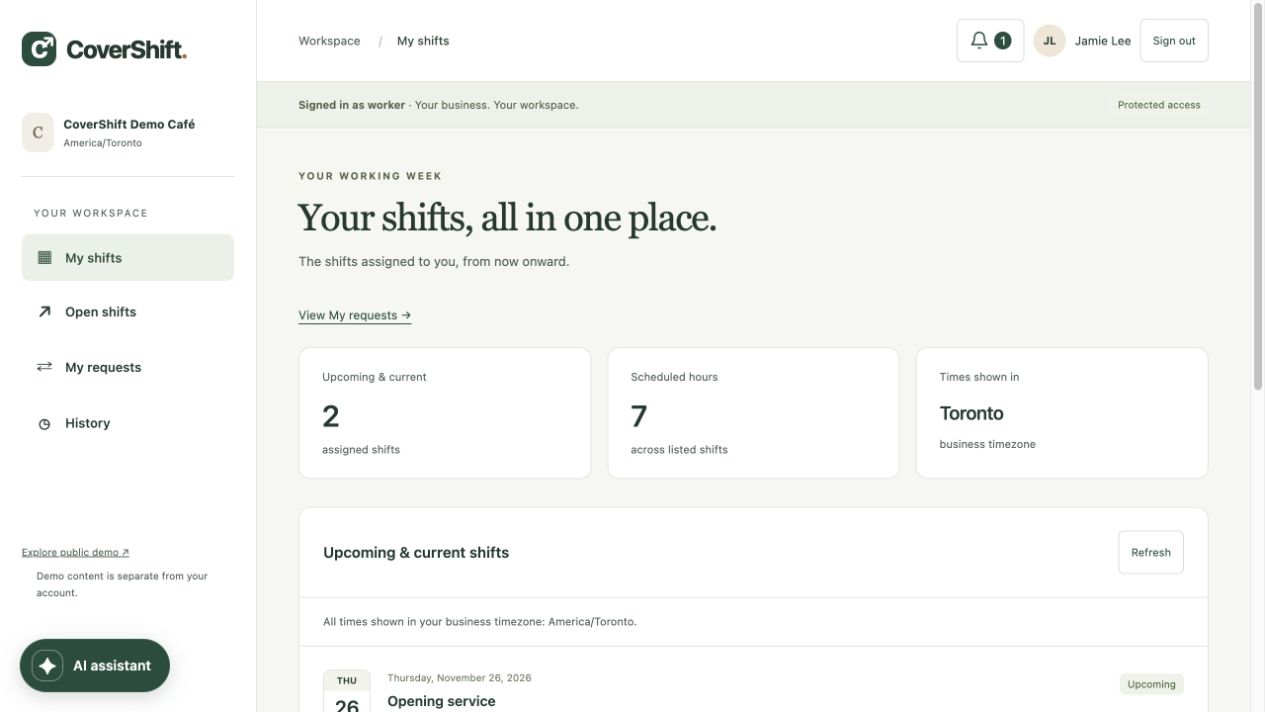 CoverShift.
C
CoverShift Demo Café
America/Toronto
YOUR WORKSPACE
My shifts
Open shifts
My requests
History
Explore public demo ↗
Demo content is separate from your
account.
AI assistant
Workspace / My shifts
1
JL
Jamie Lee
Sign out
Signed in as worker · Your business. Your workspace.
Protected access
YOUR WORKING WEEK
Your shifts, all in one place.
The shifts assigned to you, from now onward.
View My requests →
Upcoming & current
2
assigned shifts
Scheduled hours
7
across listed shifts
Times shown in
Toronto
business timezone
Upcoming & current shifts
Refresh
All times shown in your business timezone: America/Toronto.
THU
26
Thursday, November 26, 2026
Opening service
Upcoming